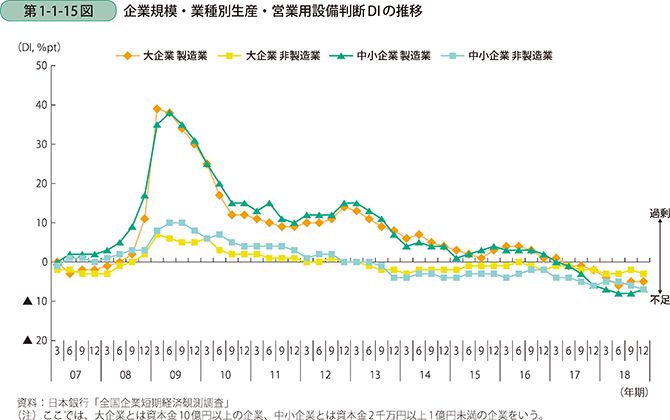 第1-1-15図 企業規模・業種別生産・営業用設備判断DIの推移
(DI, %pt)
大企業 製造業 大企業 非製造業 中小企業 製造業 中小企業 非製造業
50
40
30
20
10
0
▲ 10
▲ 20
過剰
不足
3 6 9 12 3 6 9 12 3 6 9 12 3 6 9 12 3 6 9 12 3 6 9 12 3 6 9 12 3 6 9 12 3 6 9 12 3 6 9 12 3 6 9 12 3 6 9 12
07 08 09 10 11 12 13 14 15 16 17 18
(年期)
資料：日本銀行「全国企業短期経済観測調査」
(注) ここでは、大企業とは資本金10億円以上の企業、中小企業とは資本金2千万円以上1億円未満の企業をいう。